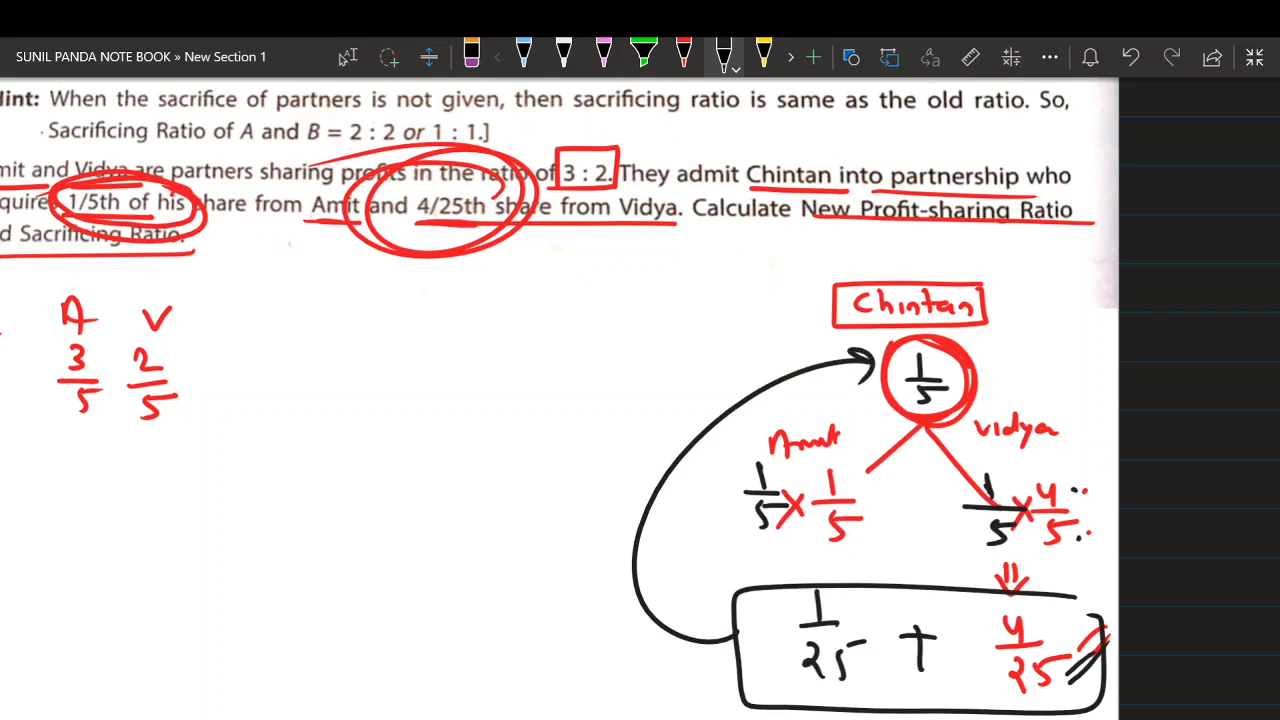 SUNIL PANDA NOTE BOOK » New Section 1
lint: When the sacrifice of partners is not given, then sacrificing ratio is same as the old ratio. So,
Sacrificing Ratio of A and B = 2 : 2 or 1 : 1.]
mit and Vidya are partners sharing profits in the ratio of 3 : 2. They admit Chintan into partnership who
quires 1/5th of his share from Amit and 4/25th share from Vidya. Calculate New Profit-sharing Ratio
d Sacrificing Ratio.
Chintan
A V
3/5 2/5
1/5
Amit Vidya
1/5 × 1/5 1/5 × 4/5
1/25 + 4/25